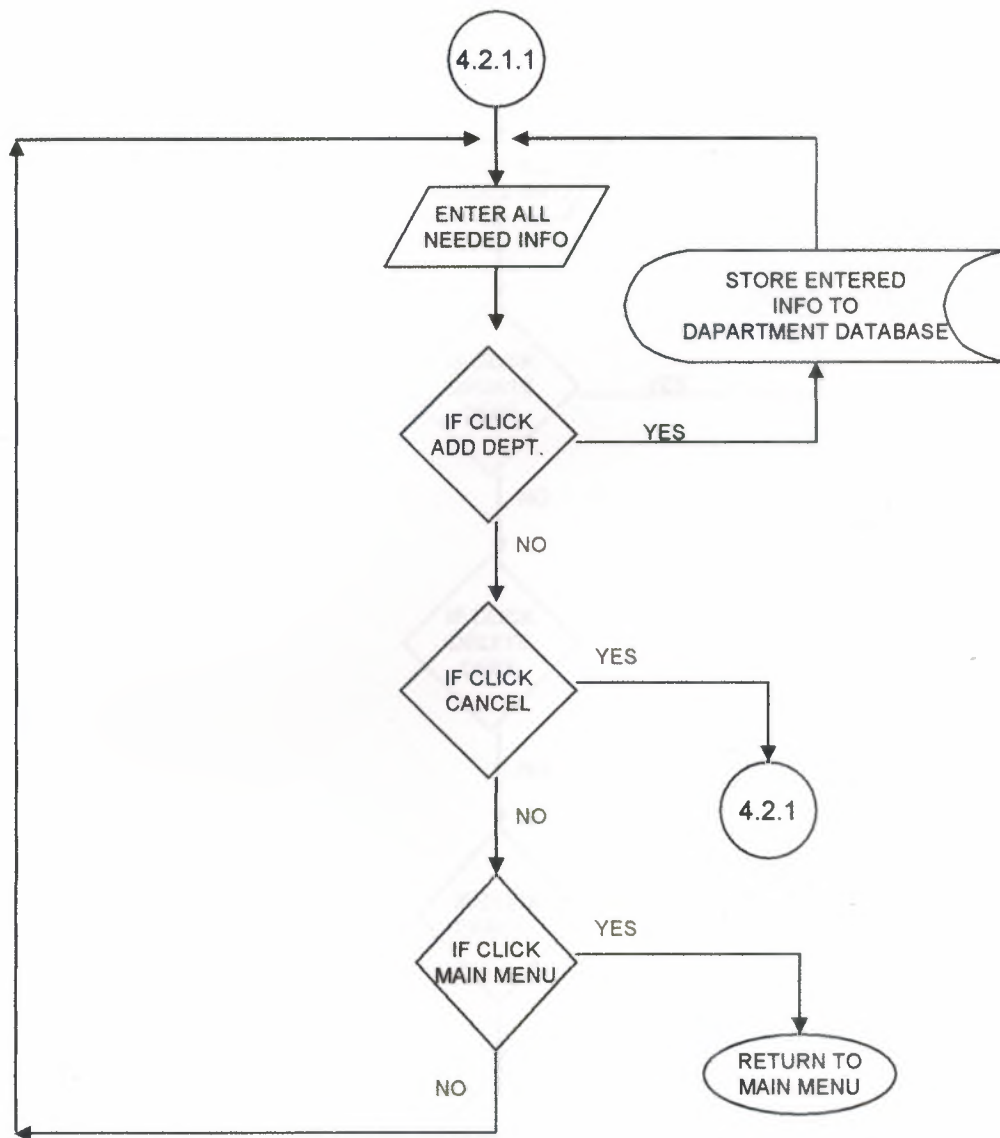 4.2.1.1
ENTER ALL
NEEDED INFO
STORE ENTERED
INFO TO
DAPARTMENT DATABASE
IF CLICK
ADD DEPT.
YES
NO
IF CLICK
CANCEL
YES
4.2.1
NO
IF CLICK
MAIN MENU
YES
RETURN TO
MAIN MENU
NO